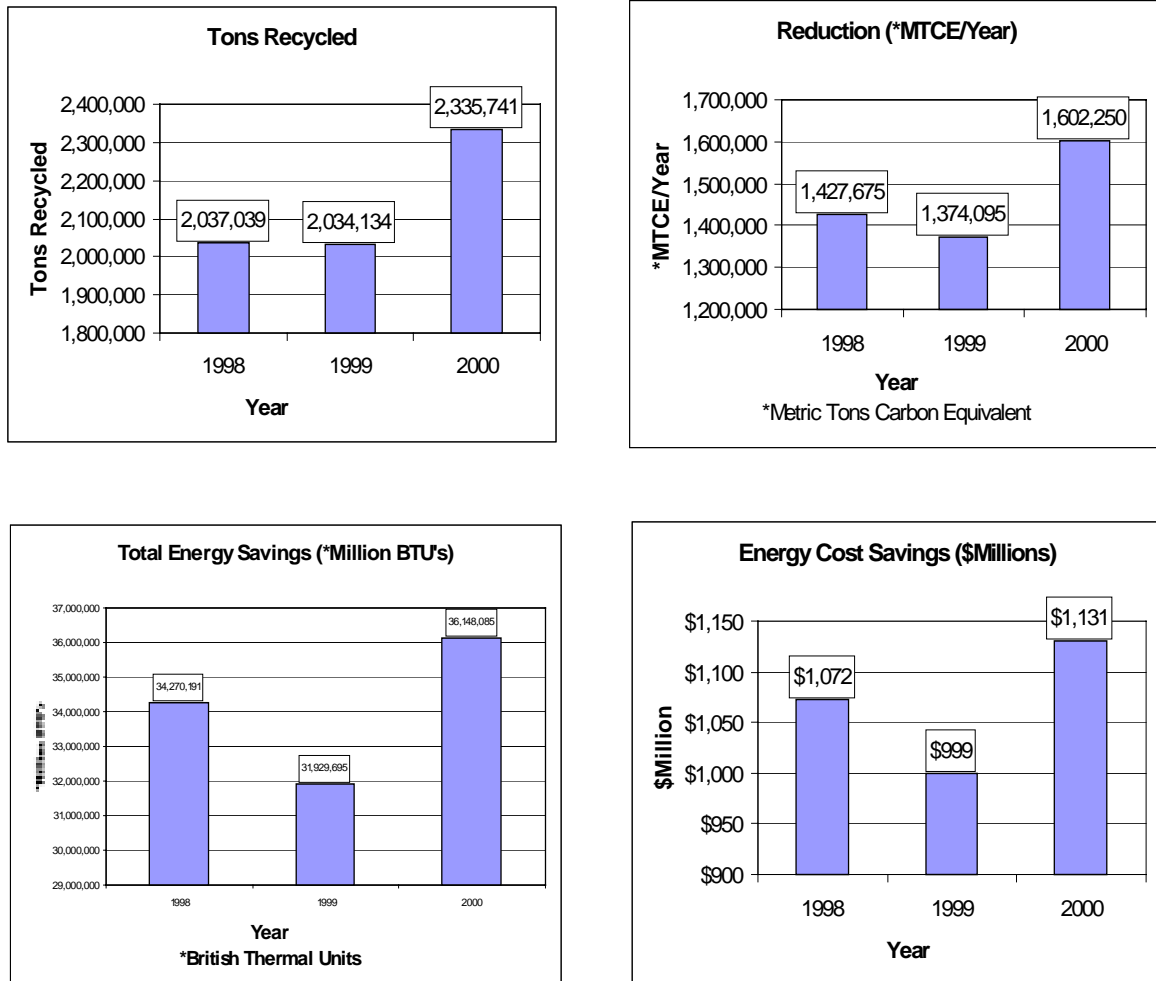 Tons Recycled
2,400,000
2,300,000
2,200,000
2,100,000
2,000,000
1,900,000
1,800,000
Tons Recycled
2,037,039
2,034,134
2,335,741
1998 1999 2000
Year
Reduction (*MTCE/Year)
1,700,000
1,600,000
1,500,000
1,400,000
1,300,000
1,200,000
*MTCE/Year
1,427,675
1,374,095
1,602,250
1998 1999 2000
Year
*Metric Tons Carbon Equivalent
Total Energy Savings (*Million BTU's)
37,000,000
36,000,000
35,000,000
34,000,000
33,000,000
32,000,000
31,000,000
30,000,000
29,000,000
34,270,191
31,929,695
36,148,085
1998 1999 2000
Year
*British Thermal Units
Energy Cost Savings ($Millions)
$1,150
$1,100
$1,050
$1,000
$950
$900
$Million
$1,072
$999
$1,131
1998 1999 2000
Year